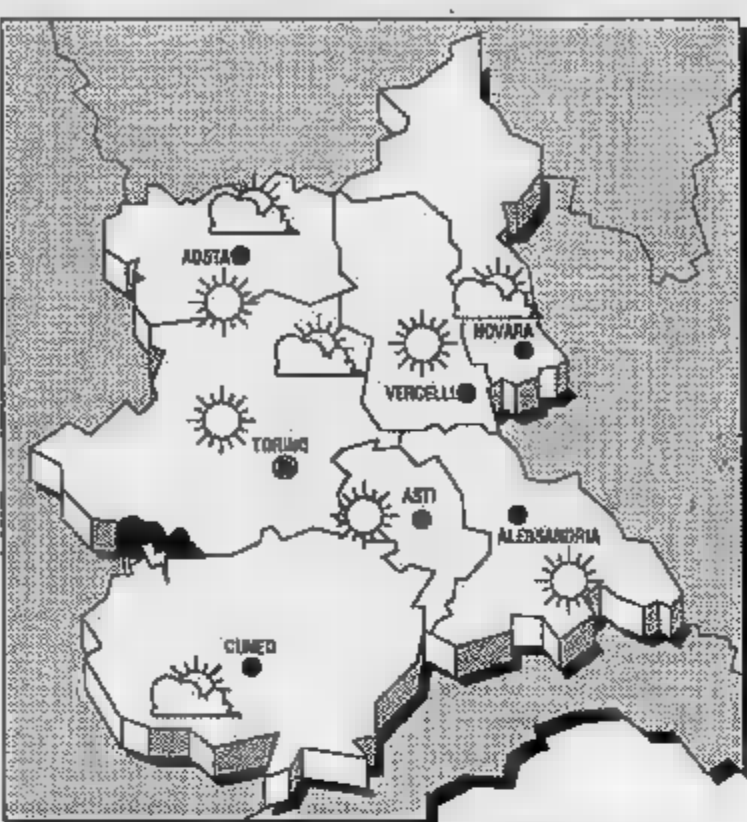 AOSTA
NOVARA
VERCELLI
TORINO
ASTI
ALESSANDRIA
CUNEO